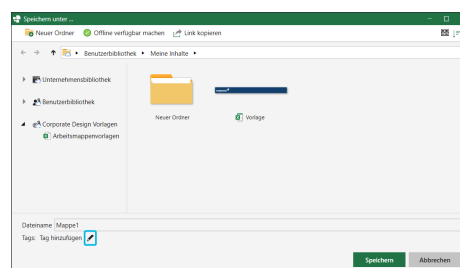 Speichern unter ...
Neuer Ordner Offline verfügbar machen Link kopieren
Benutzerbibliothek Meine Inhalte
Unternehmensbibliothek
Benutzerbibliothek
Corporate Design Vorlagen
Arbeitsmappenvorlagen
Neuer Ordner Vorlage
Dateiname Mappe1
Tags: Tag hinzufügen
Speichern Abbrechen